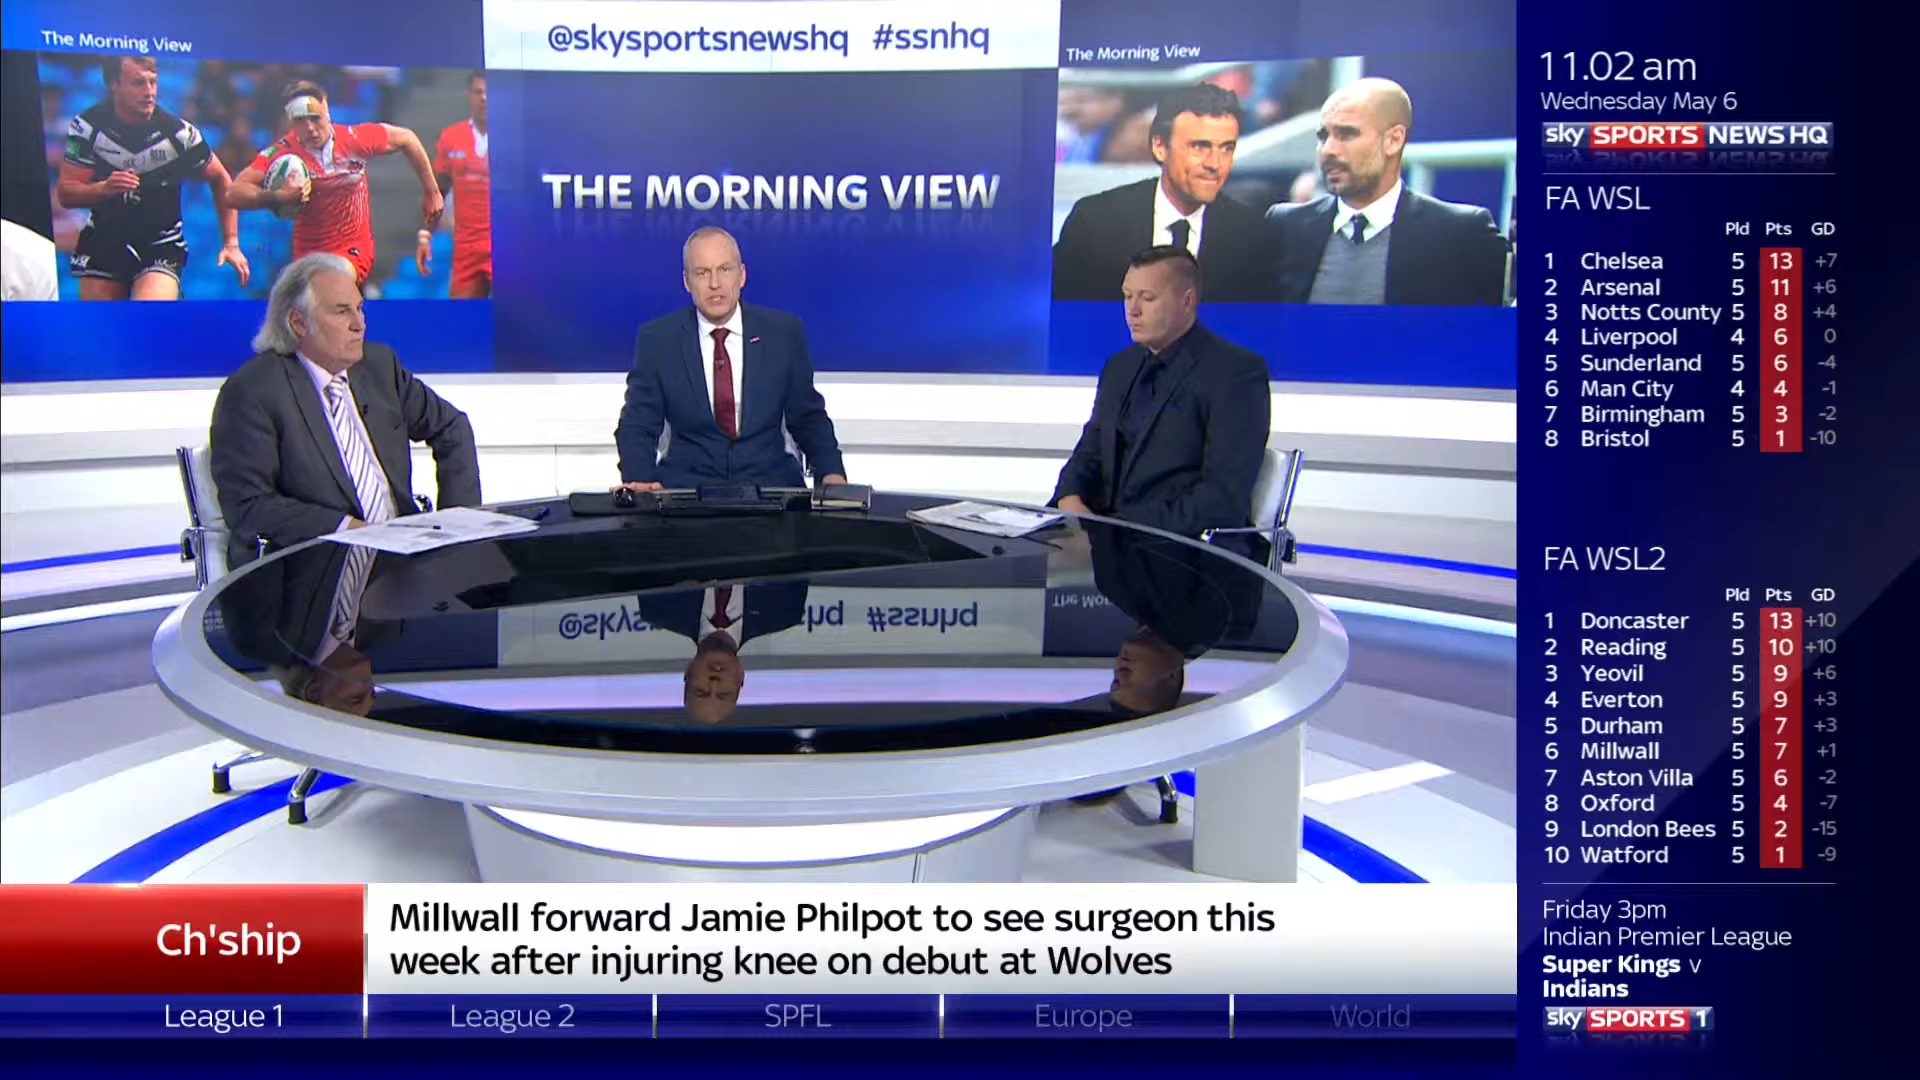 The Morning View
@skysportsnewshq #ssnhq
The Morning View
THE MORNING VIEW
@skys hq #ssnhq
The Mor
11.02 am
Wednesday May 6
sky SPORTS NEWS HQ
FA WSL
Pld Pts GD
1 Chelsea 5 13 +7
2 Arsenal 5 11 +6
3 Notts County 5 8 +4
4 Liverpool 4 6 0
5 Sunderland 5 6 -4
6 Man City 4 4 -1
7 Birmingham 5 3 -2
8 Bristol 5 1 -10
FA WSL2
Pld Pts GD
1 Doncaster 5 13 +10
2 Reading 5 10 +10
3 Yeovil 5 9 +6
4 Everton 5 9 +3
5 Durham 5 7 +3
6 Millwall 5 7 +1
7 Aston Villa 5 6 -2
8 Oxford 5 4 -7
9 London Bees 5 2 -15
10 Watford 5 1 -9
Friday 3pm
Indian Premier League
Super Kings v
Indians
sky SPORTS 1
Ch'ship
Millwall forward Jamie Philpot to see surgeon this
week after injuring knee on debut at Wolves
League 1 League 2 SPFL Europe World